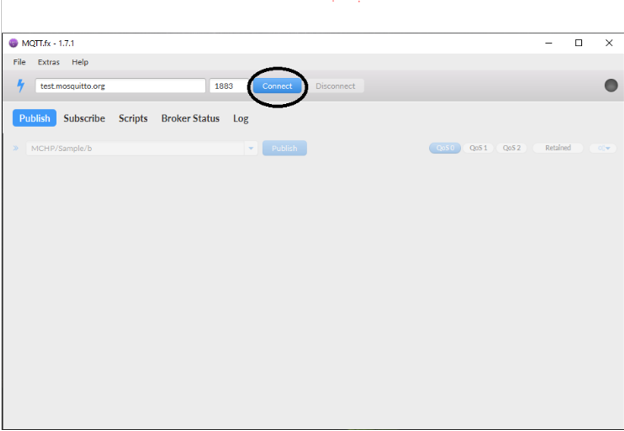 MQTT.fx - 1.7.1
File Extras Help
test.mosquitto.org 1883 Connect Disconnect
Publish Subscribe Scripts Broker Status Log
MCHP/Sample/b Publish QoS 0 QoS 1 QoS 2 Retained